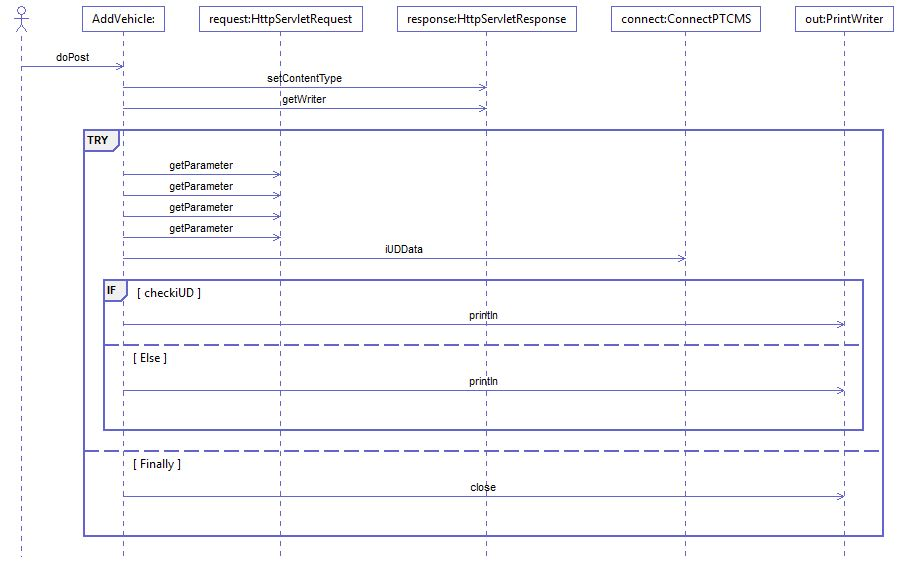 AddVehicle: request:HttpServletRequest response:HttpServletResponse connect:ConnectPTCMS out:PrintWriter
doPost
setContentType
getWriter
TRY
getParameter
getParameter
getParameter
getParameter
iUDData
IF [ checkiUD ]
println
[ Else ]
println
[ Finally ]
close